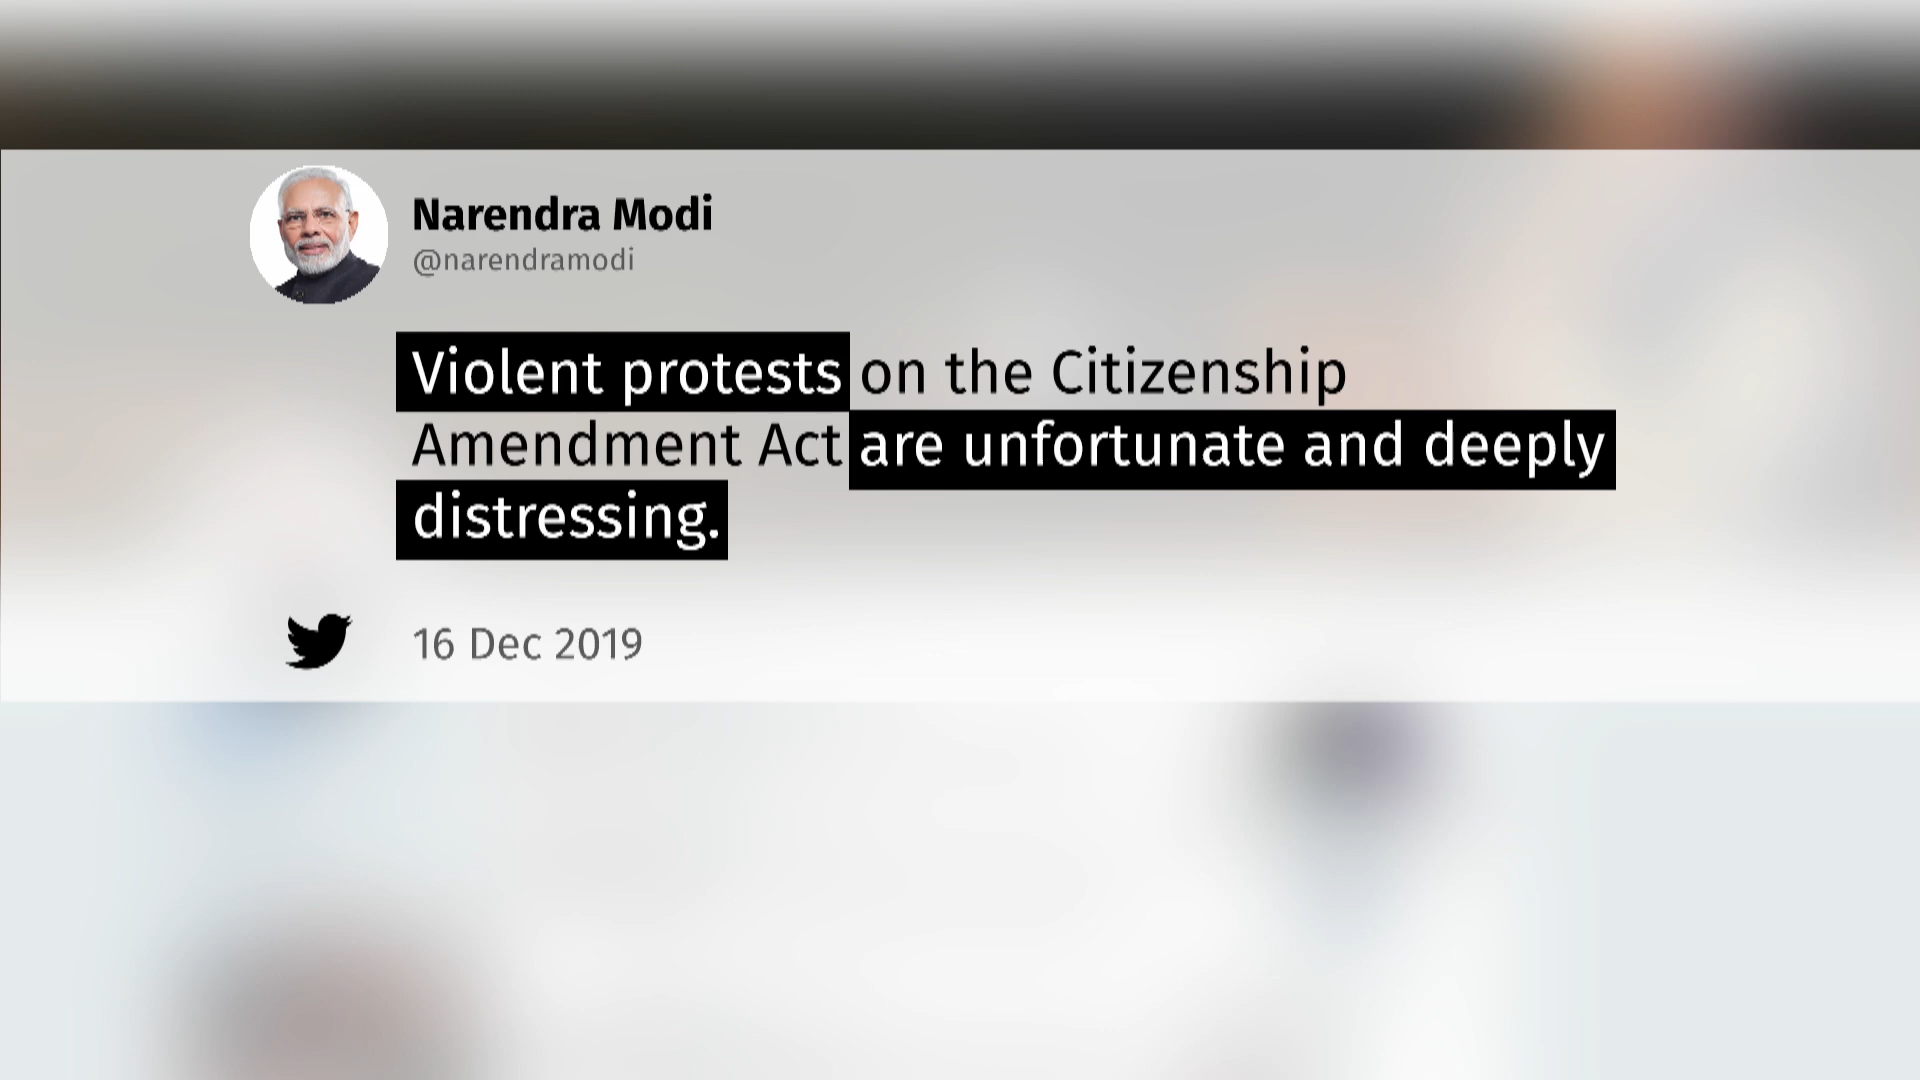 Narendra Modi
@narendramodi
Violent protests on the Citizenship
Amendment Act are unfortunate and deeply
distressing.
16 Dec 2019